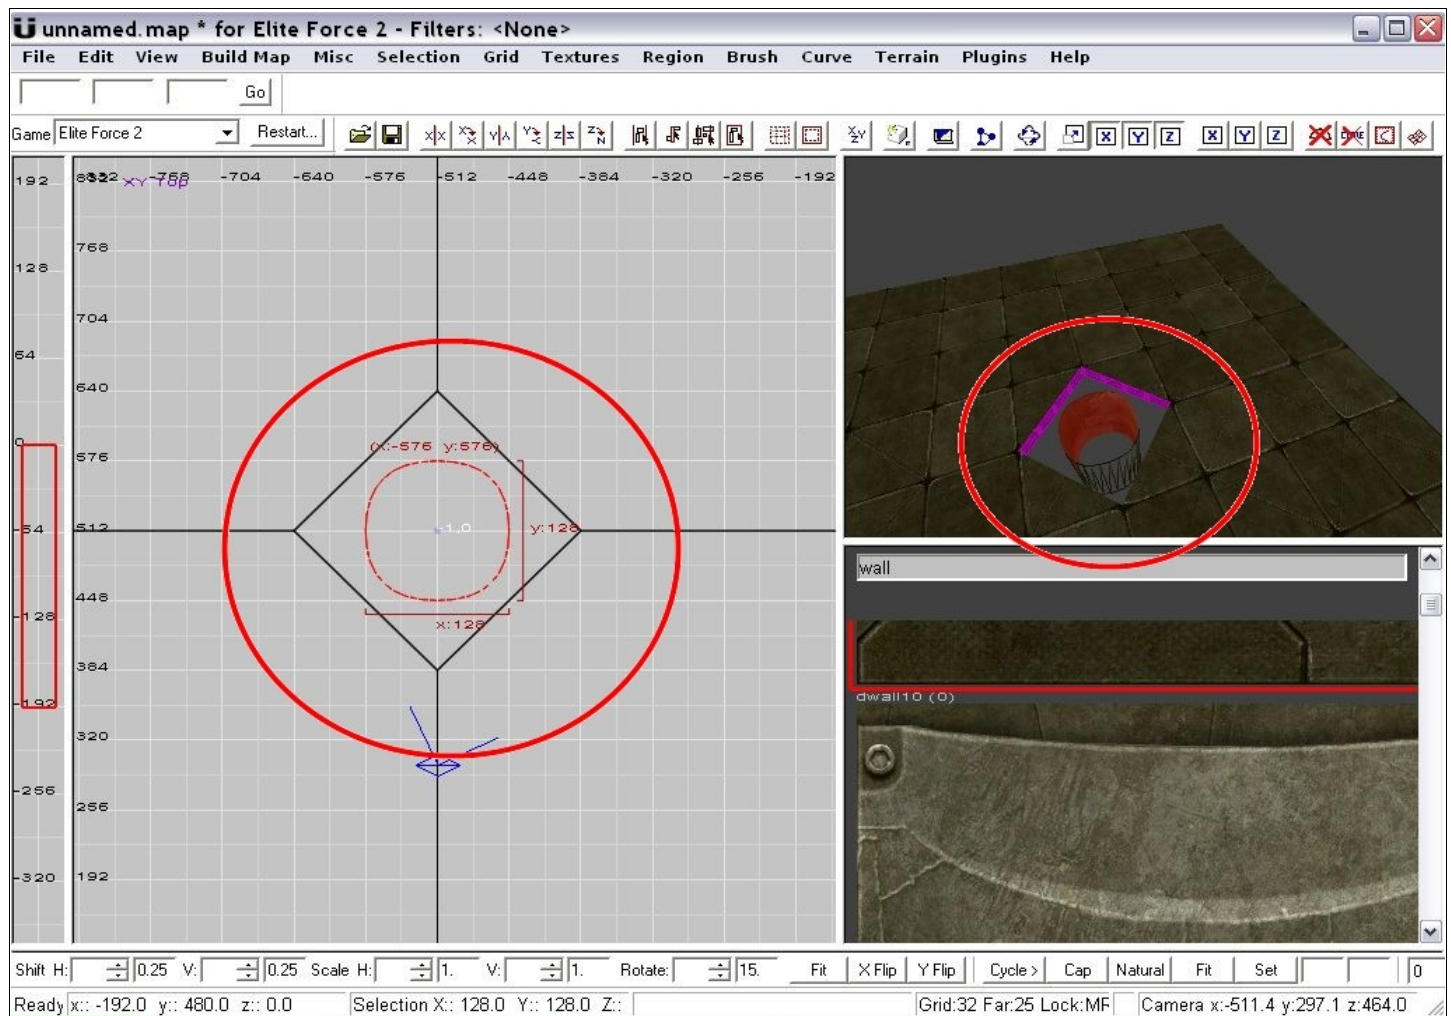 unnamed.map * for Elite Force 2 - Filters: <None>
File Edit View Build Map Misc Selection Grid Textures Region Brush Curve Terrain Plugins Help
Go
Game Elite Force 2 Restart...
192 128 64 0 -64 -128 -192 -256 -320
XY Top
-768 -704 -640 -576 -512 -448 -384 -320 -256 -192
768
704
640
576
512
448
384
320
256
192
(x:-576 y:576)
-1,0
y:128
x:128
wall
dwall10 (0)
Shift H: 0.25 V: 0.25 Scale H: 1. V: 1. Rotate: 15. Fit X Flip Y Flip Cycle > Cap Natural Fit Set 0
Ready x:: -192.0 y:: 480.0 z:: 0.0 Selection X:: 128.0 Y:: 128.0 Z:: Grid:32 Far:25 Lock:MR Camera x:-511.4 y:297.1 z:464.0